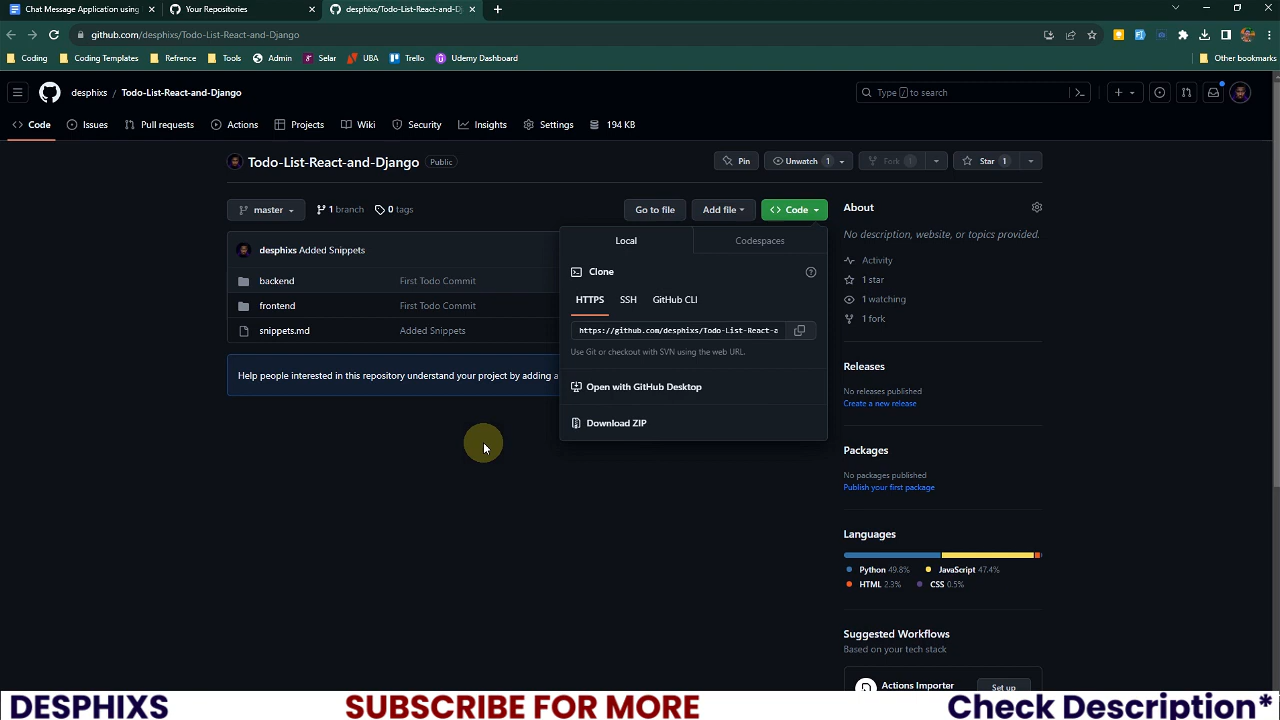 Chat Message Application using
Your Repositories
desphixs/Todo-List-React-and-Dj
github.com/desphixs/Todo-List-React-and-Django
Coding
Coding Templates
Refrence
Tools
Admin
Selar
UBA
Trello
Udemy Dashboard
Other bookmarks
desphixs / Todo-List-React-and-Django
Type / to search
Code
Issues
Pull requests
Actions
Projects
Wiki
Security
Insights
Settings
194 KB
Todo-List-React-and-Django Public
Pin
Unwatch 1
Fork 1
Star 1
master
1 branch
0 tags
Go to file
Add file
Code
About
No description, website, or topics provided.
Activity
1 star
1 watching
1 fork
Local
Codespaces
desphixs Added Snippets
Clone
backend First Todo Commit
frontend First Todo Commit
snippets.md Added Snippets
HTTPS
SSH
GitHub CLI
https://github.com/desphixs/Todo-List-React-a
Use Git or checkout with SVN using the web URL.
Open with GitHub Desktop
Download ZIP
Help people interested in this repository understand your project by adding a
Releases
No releases published
Create a new release
Packages
No packages published
Publish your first package
Languages
Python 49.8%
JavaScript 47.4%
HTML 2.3%
CSS 0.5%
Suggested Workflows
Based on your tech stack
Actions Importer
Set up
DESPHIXS
SUBSCRIBE FOR MORE
Check Description*